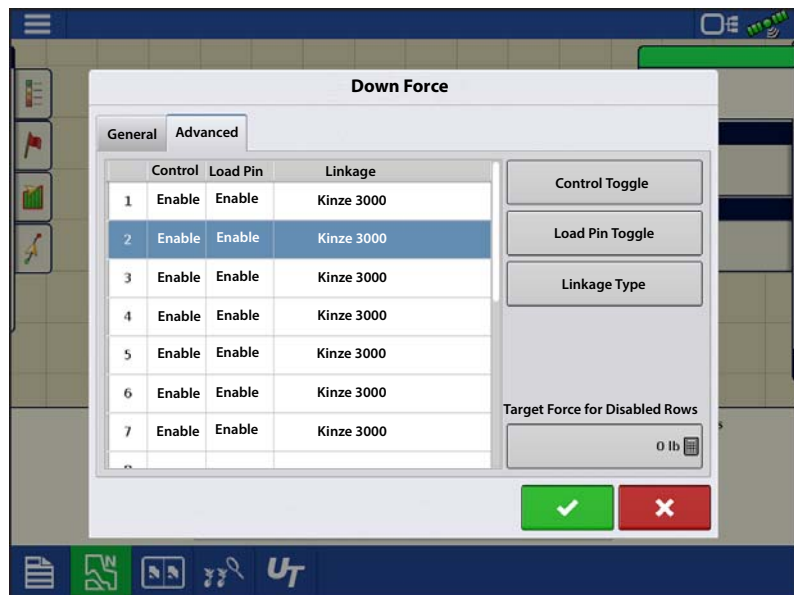 Down Force
General Advanced
Control Load Pin Linkage
1 Enable Enable Kinze 3000
2 Enable Enable Kinze 3000
3 Enable Enable Kinze 3000
4 Enable Enable Kinze 3000
5 Enable Enable Kinze 3000
6 Enable Enable Kinze 3000
7 Enable Enable Kinze 3000
Control Toggle
Load Pin Toggle
Linkage Type
Target Force for Disabled Rows
0 lb
s
N
UT